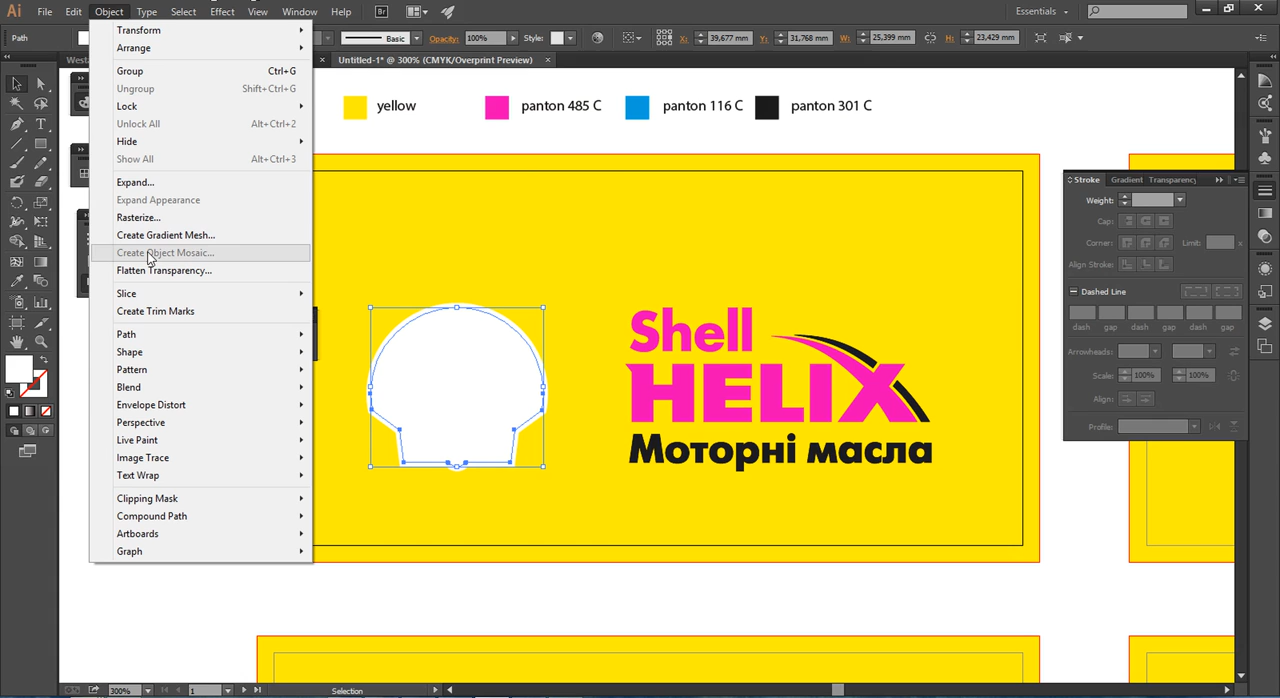 Ai File Edit Object Type Select Effect View Window Help Br Essentials
Path Basic Opacity: 100% Style: X: 39,677 mm Y: 31,768 mm W: 25,399 mm H: 23,429 mm
Untitled-1* @ 300% (CMYK/Overprint Preview) ×
Transform
Arrange
Group Ctrl+G
Ungroup Shift+Ctrl+G
Lock
Unlock All Alt+Ctrl+2
Hide
Show All Alt+Ctrl+3
Expand...
Expand Appearance
Rasterize...
Create Gradient Mesh...
Create Object Mosaic...
Flatten Transparency...
Slice
Create Trim Marks
Path
Shape
Pattern
Blend
Envelope Distort
Perspective
Live Paint
Image Trace
Text Wrap
Clipping Mask
Compound Path
Artboards
Graph
yellow panton 485 C panton 116 C panton 301 C
Shell
HELIX
Моторні масла
Stroke Gradient Transparency
Weight:
Cap:
Corner: Limit: x
Align Stroke:
Dashed Line
dash gap dash gap dash gap
Arrowheads:
Scale: 100% 100%
Align:
Profile:
300% 1 Selection